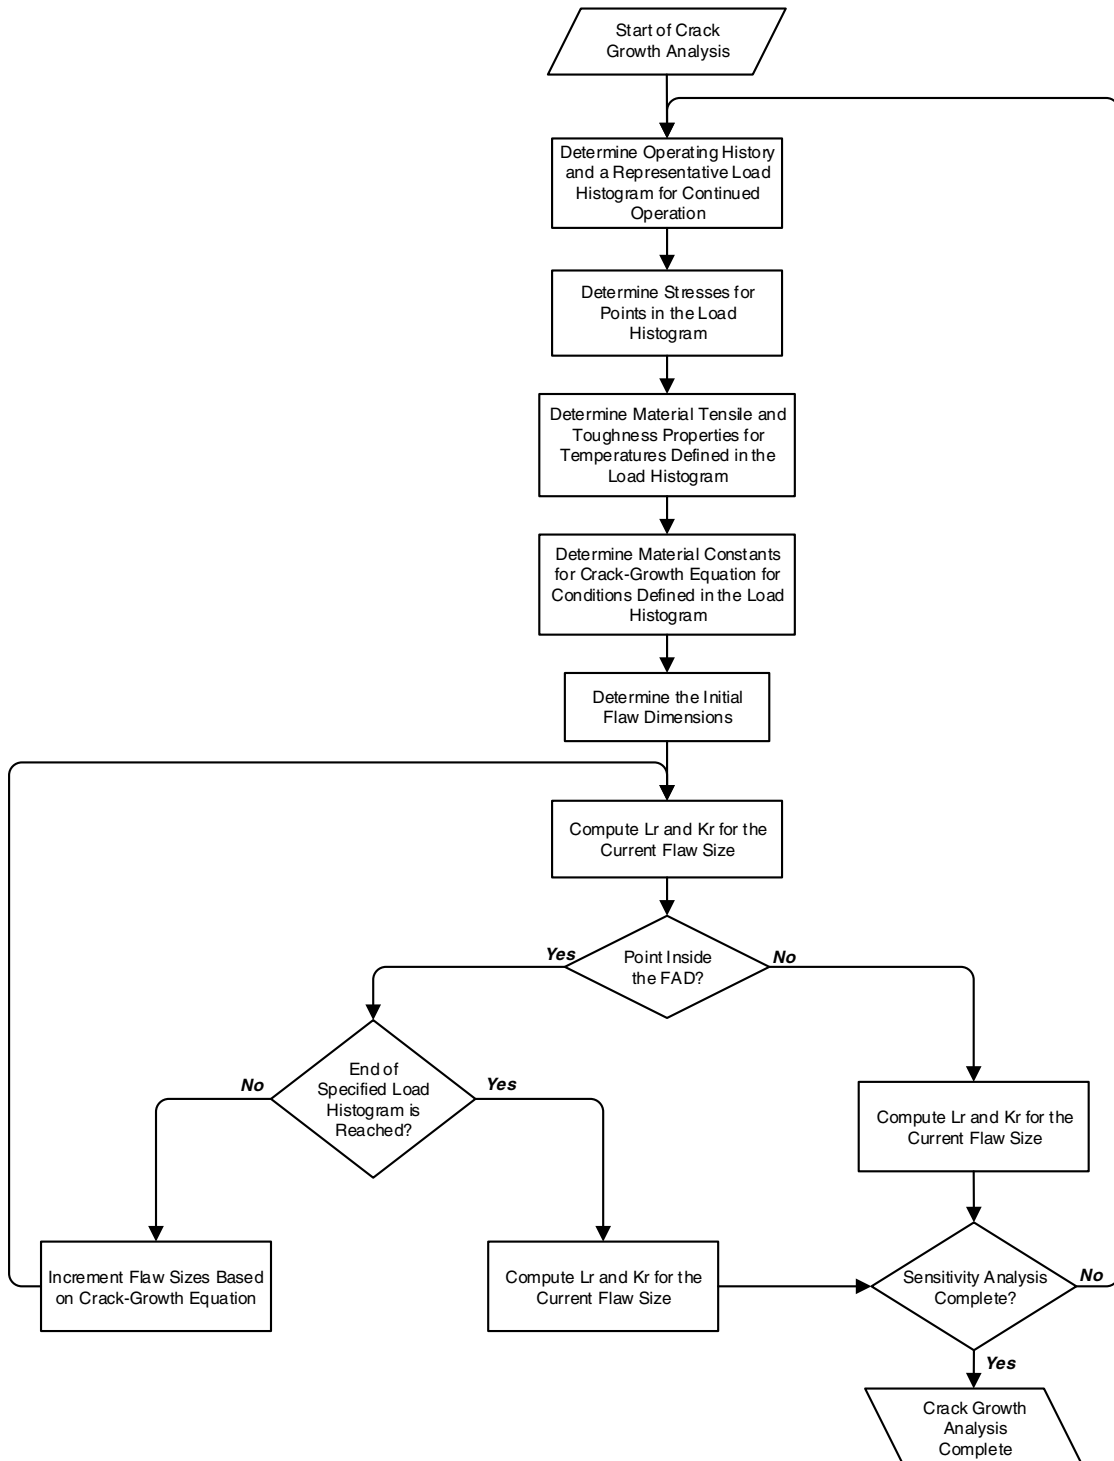 Start of Crack
Growth Analysis
Determine Operating History
and a Representative Load
Histogram for Continued
Operation
Determine Stresses for
Points in the Load
Histogram
Determine Material Tensile and
Toughness Properties for
Temperatures Defined in the
Load Histogram
Determine Material Constants
for Crack-Growth Equation for
Conditions Defined in the Load
Histogram
Determine the Initial
Flaw Dimensions
Compute Lr and Kr for the
Current Flaw Size
Point Inside
the FAD?
Yes
No
End of
Specified Load
Histogram is
Reached?
No
Yes
Compute Lr and Kr for the
Current Flaw Size
Increment Flaw Sizes Based
on Crack-Growth Equation
Compute Lr and Kr for the
Current Flaw Size
Sensitivity Analysis
Complete?
No
Yes
Crack Growth
Analysis
Complete